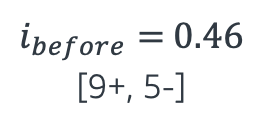 i_before = 0.46
[9+, 5-]